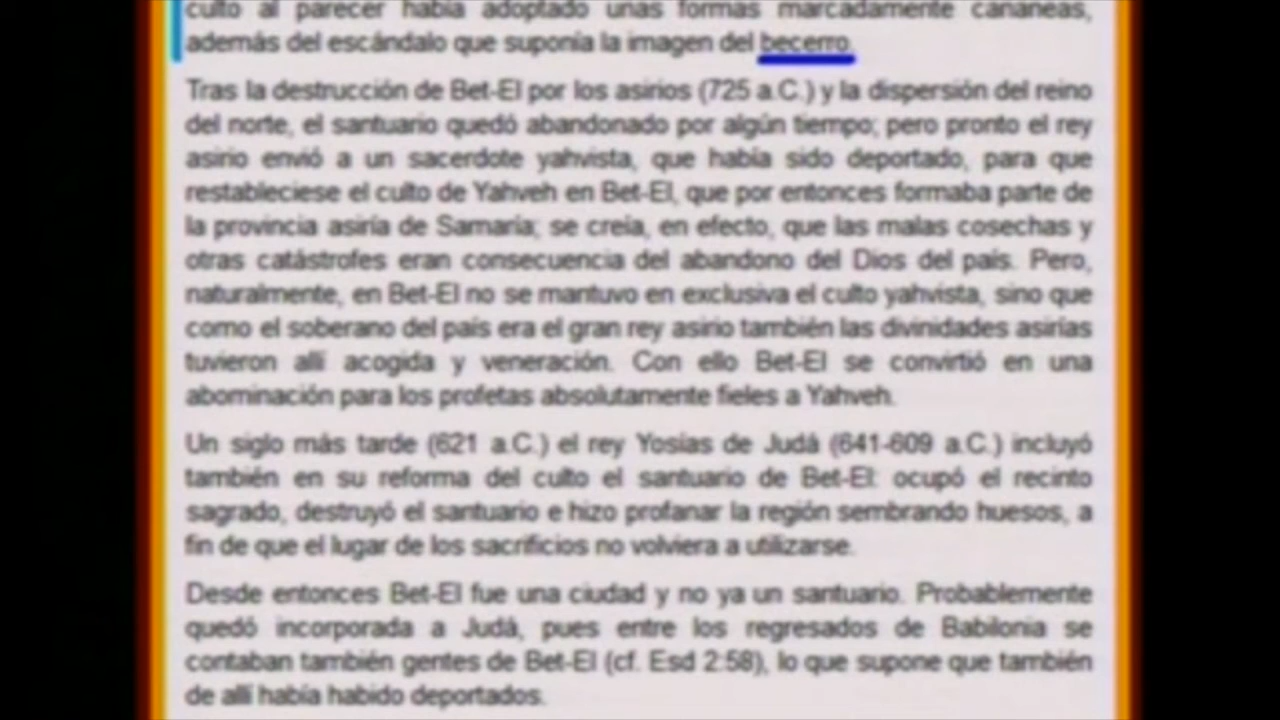 culto al parecer había adoptado unas formas marcadamente cananeas,
además del escándalo que suponía la imagen del becerro.
Tras la destrucción de Bet-El por los asirios (725 a.C.) y la dispersión del reino
del norte, el santuario quedó abandonado por algún tiempo; pero pronto el rey
asirio envió a un sacerdote yahvista, que había sido deportado, para que
restableciese el culto de Yahveh en Bet-El, que por entonces formaba parte de
la provincia asiría de Samaría; se creía, en efecto, que las malas cosechas y
otras catástrofes eran consecuencia del abandono del Dios del país. Pero,
naturalmente, en Bet-El no se mantuvo en exclusiva el culto yahvista, sino que
como el soberano del país era el gran rey asirio también las divinidades asirías
tuvieron allí acogida y veneración. Con ello Bet-El se convirtió en una
abominación para los profetas absolutamente fieles a Yahveh.
Un siglo más tarde (621 a.C.) el rey Yosías de Judá (641-609 a.C.) incluyó
también en su reforma del culto el santuario de Bet-El: ocupó el recinto
sagrado, destruyó el santuario e hizo profanar la región sembrando huesos, a
fin de que el lugar de los sacrificios no volviera a utilizarse.
Desde entonces Bet-El fue una ciudad y no ya un santuario. Probablemente
quedó incorporada a Judá, pues entre los regresados de Babilonia se
contaban también gentes de Bet-El (cf. Esd 2:58), lo que supone que también
de allí había habido deportados.